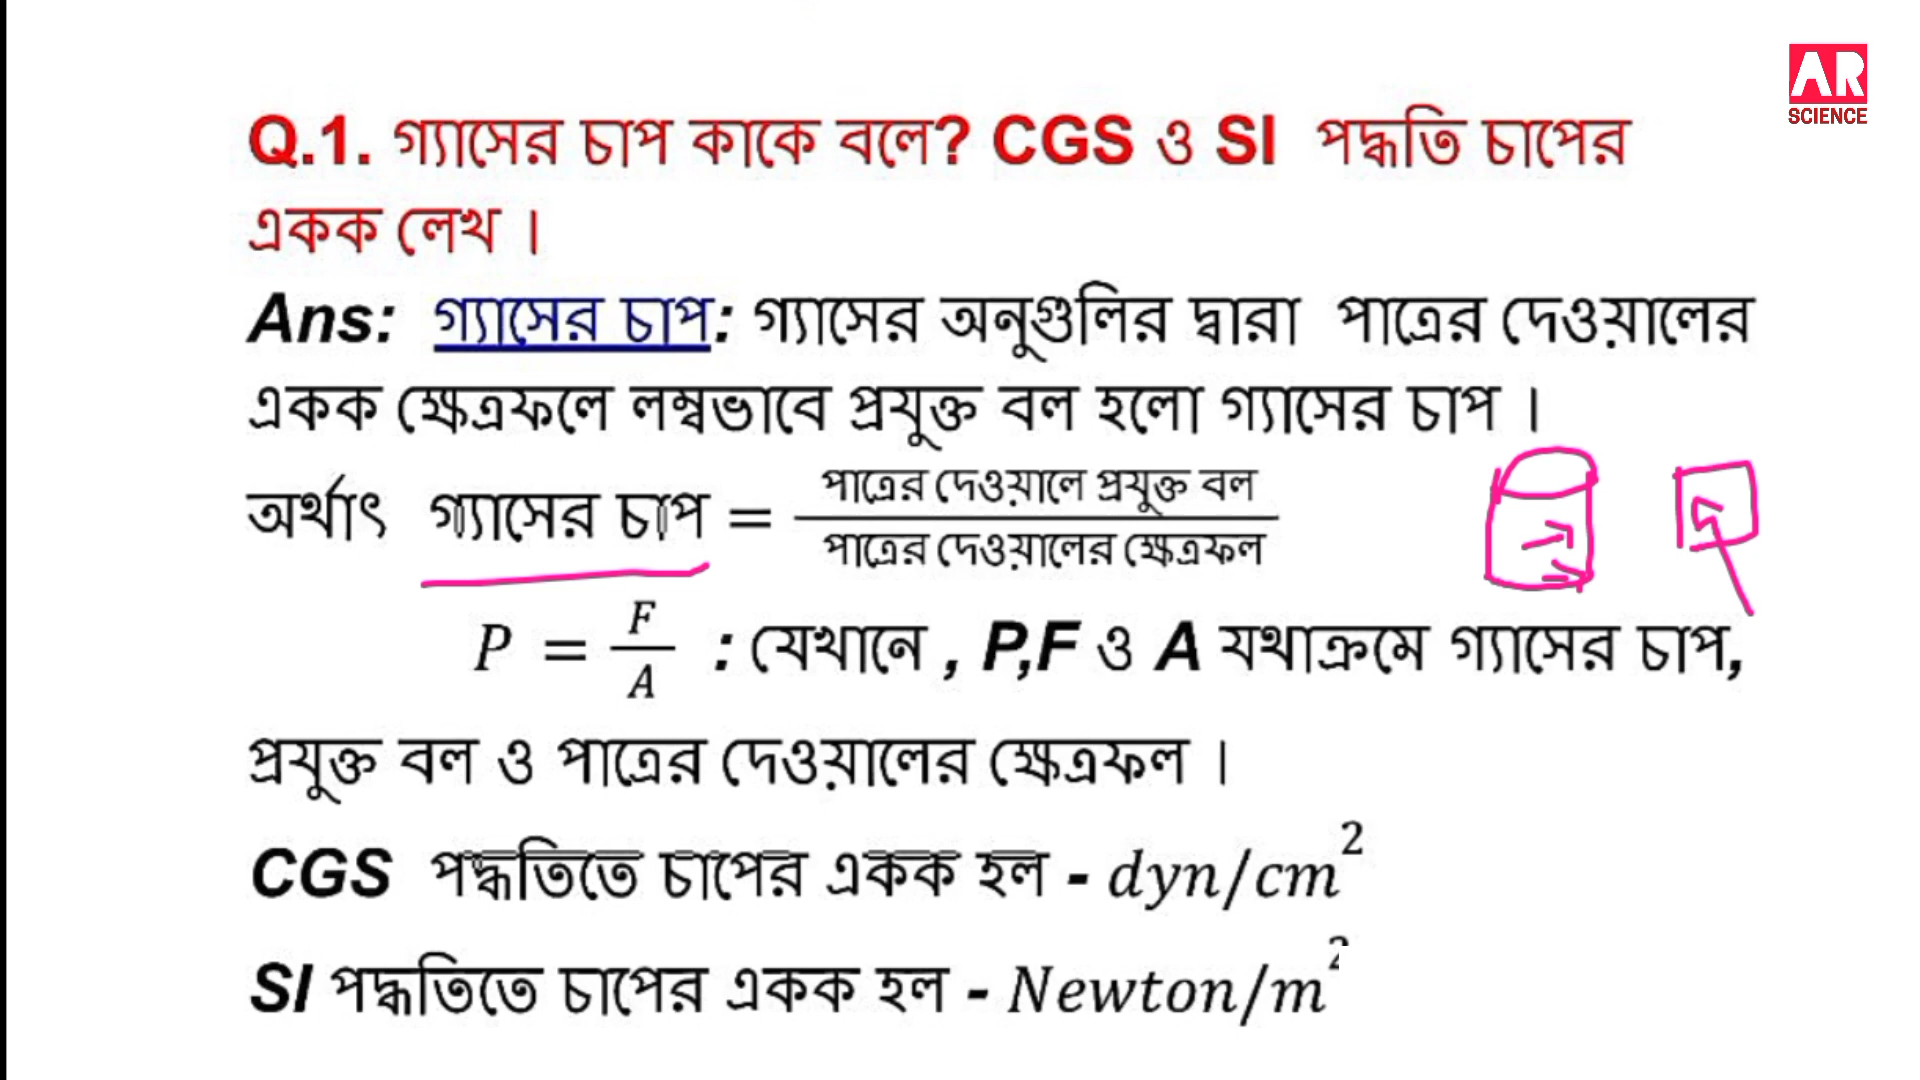 AR
SCIENCE
Q.1. গ্যাসের চাপ কাকে বলে? CGS ও SI পদ্ধতি চাপের
একক লেখ ।
Ans: গ্যাসের চাপ: গ্যাসের অনুগুলির দ্বারা পাত্রের দেওয়ালের
একক ক্ষেত্রফলে লম্বভাবে প্রযুক্ত বল হলো গ্যাসের চাপ ।
অর্থাৎ গ্যাসের চাপ = পাত্রের দেওয়ালে প্রযুক্ত বল / পাত্রের দেওয়ালের ক্ষেত্রফল
P = F/A : যেখানে , P,F ও A যথাক্রমে গ্যাসের চাপ,
প্রযুক্ত বল ও পাত্রের দেওয়ালের ক্ষেত্রফল ।
CGS পদ্ধতিতে চাপের একক হল - dyn/cm²
SI পদ্ধতিতে চাপের একক হল - Newton/m²